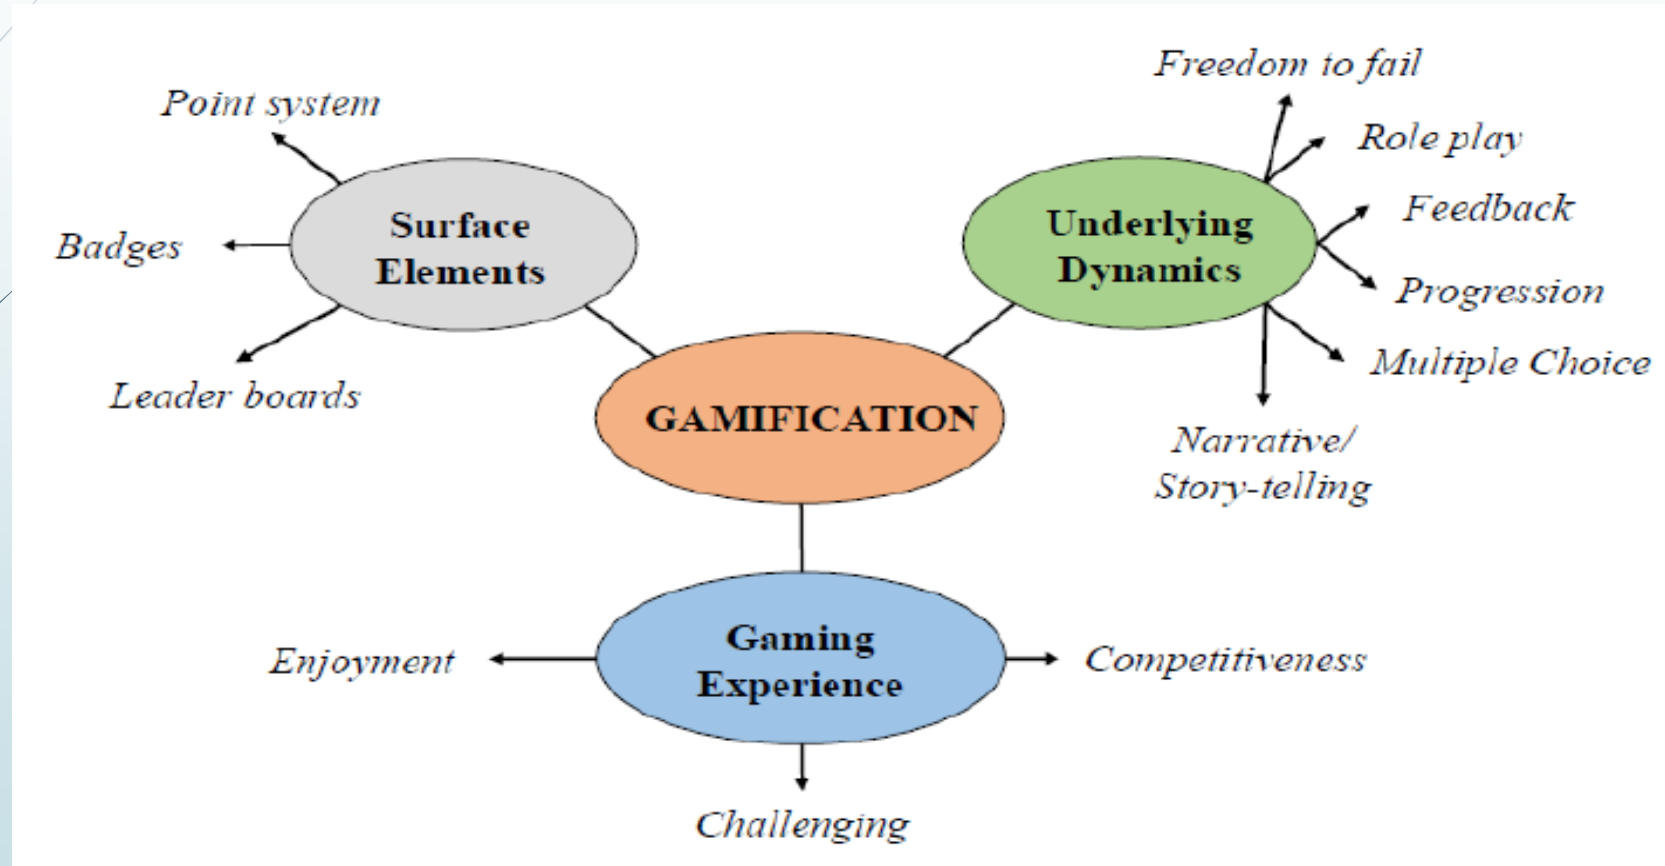 Freedom to fail
Point system
Role play
Surface
Elements
Underlying
Dynamics
Feedback
Badges
Progression
Multiple Choice
Leader boards
GAMIFICATION
Narrative/
Story-telling
Gaming
Experience
Enjoyment
Competitiveness
Challenging